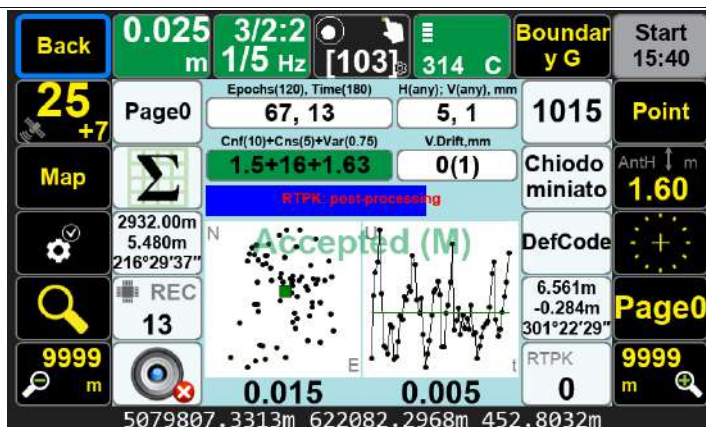 Back
0.025
m
3/2:2
1/5 Hz
[103]
314 C
Boundar
y G
Start
15:40
25
+7
Page0
Epochs(120), Time(180)
67, 13
H(any); V(any), mm
5, 1
1015
Point
Cnf(10)+Cns(5)+Var(0.75)
1.5+16+1.63
V.Drift,mm
0(1)
Map
Σ
Chiodo
miniato
AntH ↕ m
1.60
RTPK: post-processing
2932.00m
5.480m
216°29'37"
N
Accepted (M)
U
DefCode
REC
13
6.561m
-0.284m
301°22'29"
Page0
E
t
9999
m
0.015
0.005
RTPK
0
9999
m
5079807.3313m 622082.2968m 452.8032m